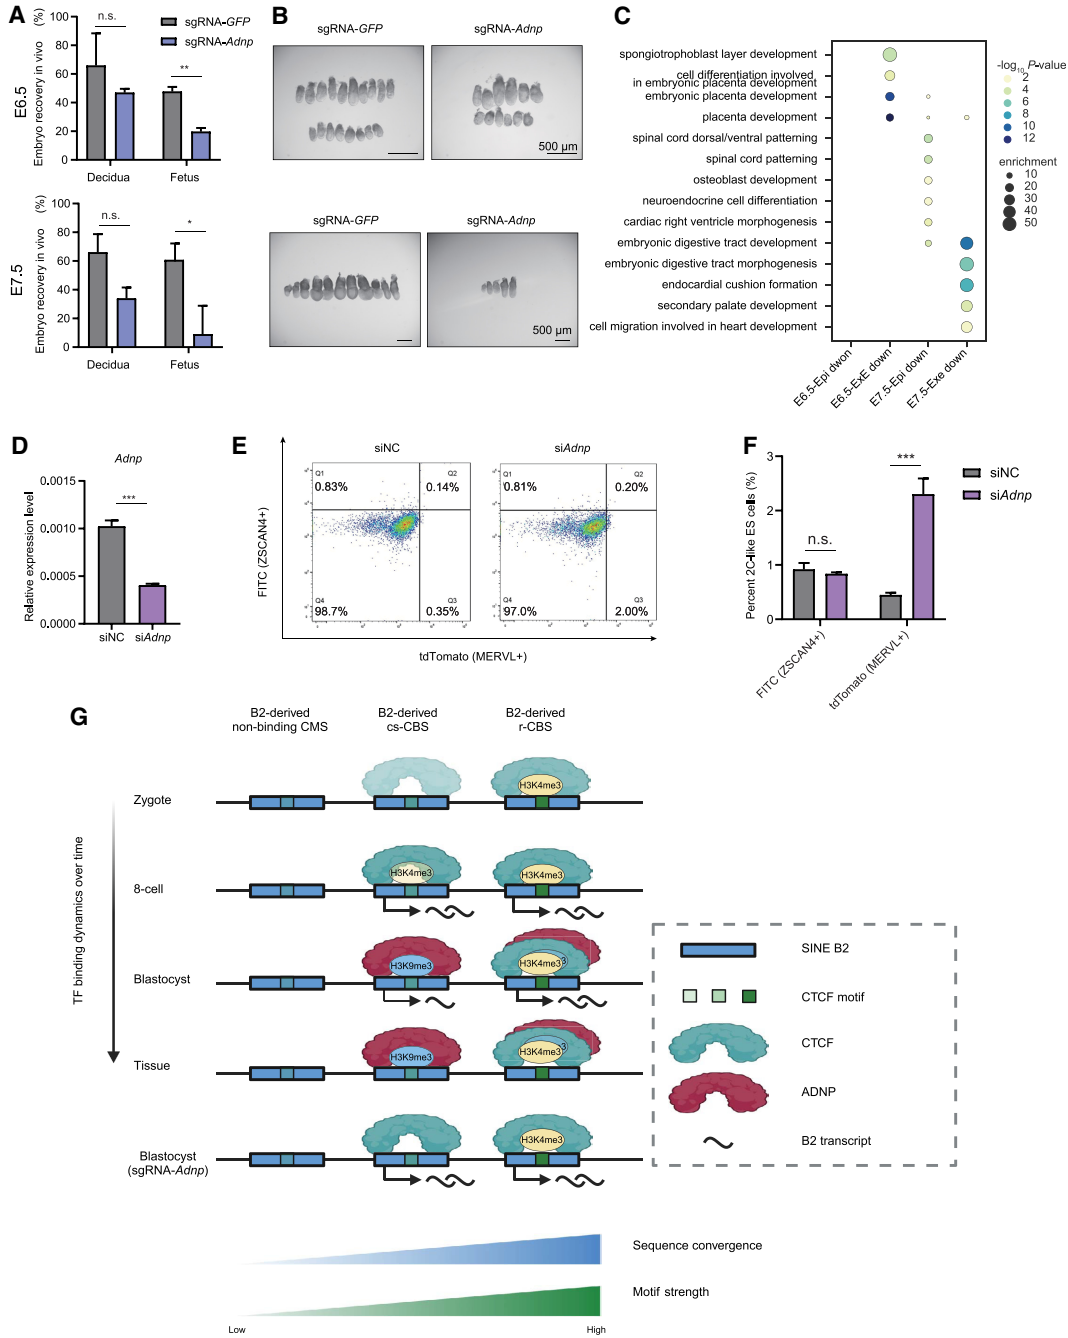 A
Embryo recovery in vivo (%)
E6.5
100
80
60
40
20
0
n.s.
**
sgRNA-GFP
sgRNA-Adnp
Decidua
Fetus
Embryo recovery in vivo (%)
E7.5
100
80
60
40
20
0
n.s.
*
Decidua
Fetus
B
sgRNA-GFP
sgRNA-Adnp
500 µm
sgRNA-GFP
sgRNA-Adnp
500 µm
C
spongiotrophoblast layer development
cell differentiation involved
in embryonic placenta development
embryonic placenta development
placenta development
spinal cord dorsal/ventral patterning
spinal cord patterning
osteoblast development
neuroendocrine cell differentiation
cardiac right ventricle morphogenesis
embryonic digestive tract development
embryonic digestive tract morphogenesis
endocardial cushion formation
secondary palate development
cell migration involved in heart development
E6.5-Epi dwon
E6.5-ExE down
E7.5-Epi down
E7.5-Exe down
-log10 P-value
2
4
6
8
10
12
enrichment
10
20
30
40
50
D
Adnp
Relative expression level
0.0015
0.0010
0.0005
0.0000
***
siNC
siAdnp
E
siNC
siAdnp
FITC (ZSCAN4+)
Q1
0.83%
Q2
0.14%
Q4
98.7%
Q3
0.35%
Q1
0.81%
Q2
0.20%
Q4
97.0%
Q3
2.00%
tdTomato (MERVL+)
F
Percent 2C-like ES cells (%)
3
2
1
0
n.s.
***
siNC
siAdnp
FITC (ZSCAN4+)
tdTomato (MERVL+)
G
B2-derived
non-binding CMS
B2-derived
cs-CBS
B2-derived
r-CBS
TF binding dynamics over time
Zygote
H3K4me3
8-cell
H3K4me3
H3K4me3
Blastocyst
H3K9me3
H3K4me3
3
Tissue
H3K9me3
H3K4me3
3
Blastocyst
(sgRNA-Adnp)
H3K4me3
SINE B2
CTCF motif
CTCF
ADNP
B2 transcript
Sequence convergence
Motif strength
Low
High